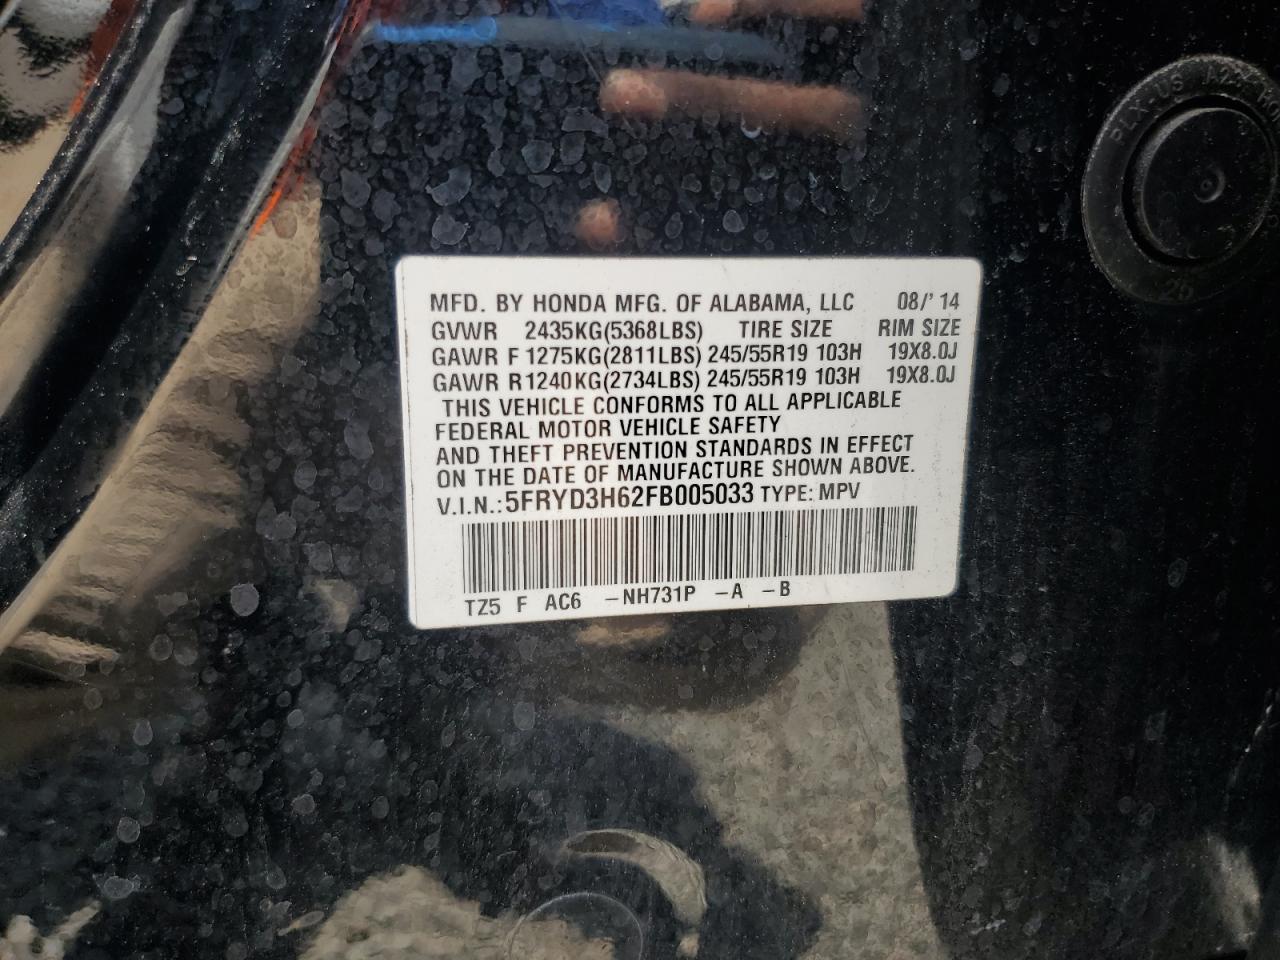 MFD. BY HONDA MFG. OF ALABAMA, LLC 08/' 14
GVWR 2435KG(5368LBS) TIRE SIZE RIM SIZE
GAWR F 1275KG(2811LBS) 245/55R19 103H 19X8.0J
GAWR R 1240KG(2734LBS) 245/55R19 103H 19X8.0J
THIS VEHICLE CONFORMS TO ALL APPLICABLE
FEDERAL MOTOR VEHICLE SAFETY
AND THEFT PREVENTION STANDARDS IN EFFECT
ON THE DATE OF MANUFACTURE SHOWN ABOVE.
V.I.N.: 5FRYD3H62FB005033 TYPE: MPV
TZ5 F AC6 –NH731P –A –B
PLX-US
25